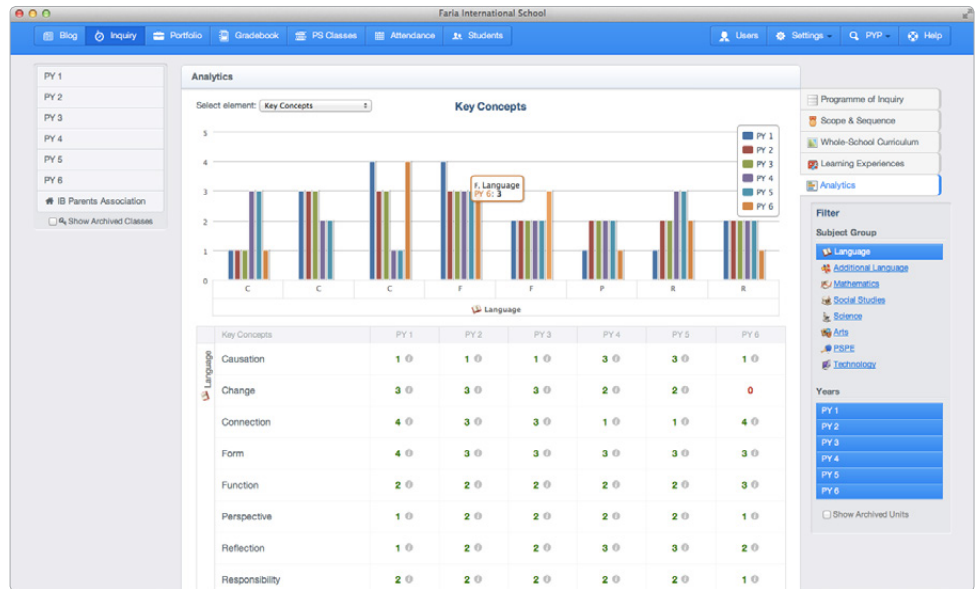 Faria International School
Blog Inquiry Portfolio Gradebook PS Classes Attendance Students Users Settings PYP Help
PY 1
PY 2
PY 3
PY 4
PY 5
PY 6
IB Parents Association
Show Archived Classes
Analytics
Select element: Key Concepts
Key Concepts
5
4
3
2
1
0
PY 1
PY 2
PY 3
PY 4
PY 5
PY 6
F, Language
PY 6: 3
C C C F F P R R
Language
Key Concepts PY 1 PY 2 PY 3 PY 4 PY 5 PY 6
Language
Causation 1 1 1 3 3 1
Change 3 3 3 2 2 0
Connection 4 3 3 1 1 4
Form 4 3 3 3 3 3
Function 2 2 2 2 2 3
Perspective 1 2 2 2 2 1
Reflection 1 2 2 3 3 2
Responsibility 2 2 2 2 2 1
Programme of Inquiry
Scope & Sequence
Whole-School Curriculum
Learning Experiences
Analytics
Filter
Subject Group
Language
Additional Language
Mathematics
Social Studies
Science
Arts
PSPE
Technology
Years
PY 1
PY 2
PY 3
PY 4
PY 5
PY 6
Show Archived Units